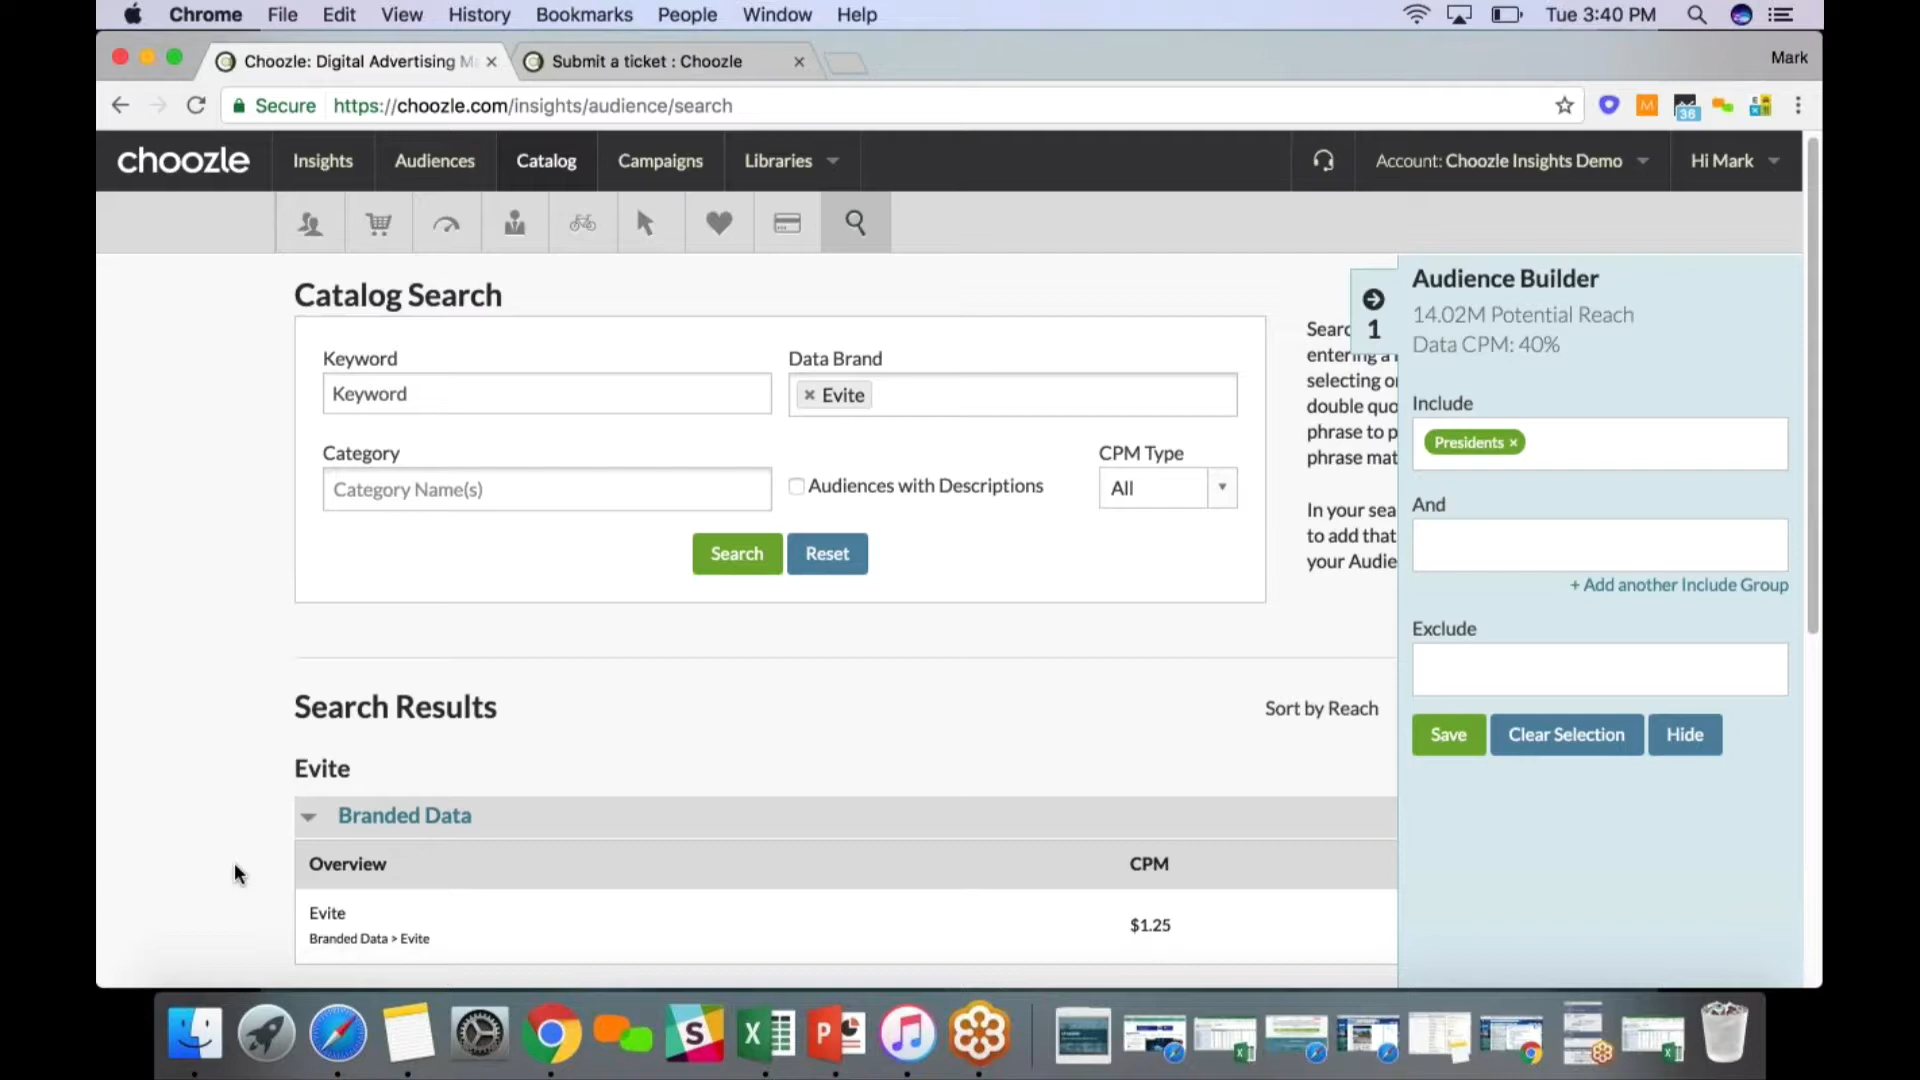 Chrome File Edit View History Bookmarks People Window Help Tue 3:40 PM
Choozle: Digital Advertising M Submit a ticket : Choozle Mark
Secure https://choozle.com/insights/audience/search
36
choozle Insights Audiences Catalog Campaigns Libraries Account: Choozle Insights Demo Hi Mark
Catalog Search
Keyword
Keyword
Data Brand
× Evite
Category
Category Name(s)
Audiences with Descriptions
CPM Type
All
Search Reset
Searc
entering a
selecting o
double quo
phrase to p
phrase mat
In your sea
to add that
your Audie
1
Audience Builder
14.02M Potential Reach
Data CPM: 40%
Include
Presidents ×
And
+ Add another Include Group
Exclude
Save Clear Selection Hide
Search Results
Sort by Reach
Evite
Branded Data
Overview CPM
Evite
Branded Data > Evite
$1.25